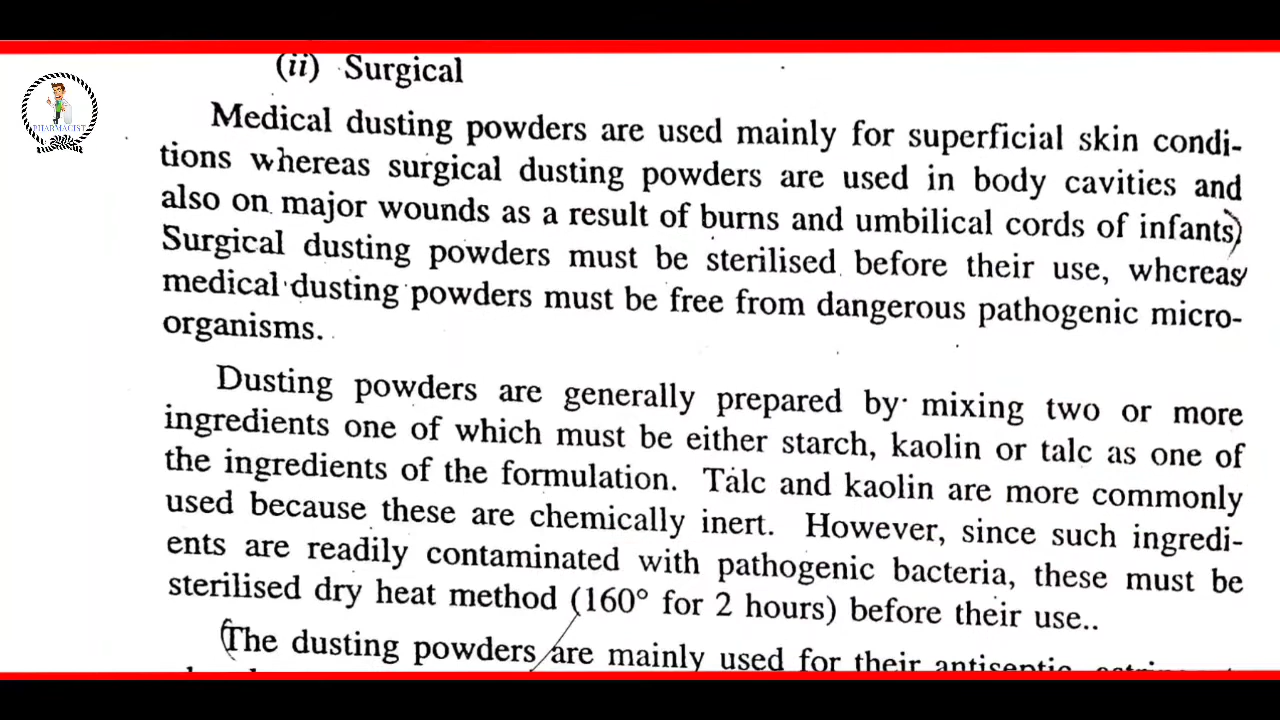 (ii) Surgical
PHARMACIST
Medical dusting powders are used mainly for superficial skin condi-
tions whereas surgical dusting powders are used in body cavities and
also on major wounds as a result of burns and umbilical cords of infants)
Surgical dusting powders must be sterilised before their use, whereas
medical dusting powders must be free from dangerous pathogenic micro-
organisms.
Dusting powders are generally prepared by mixing two or more
ingredients one of which must be either starch, kaolin or talc as one of
the ingredients of the formulation. Talc and kaolin are more commonly
used because these are chemically inert. However, since such ingredi-
ents are readily contaminated with pathogenic bacteria, these must be
sterilised dry heat method (160° for 2 hours) before their use..
(The dusting powders are mainly used for their antiseptic,